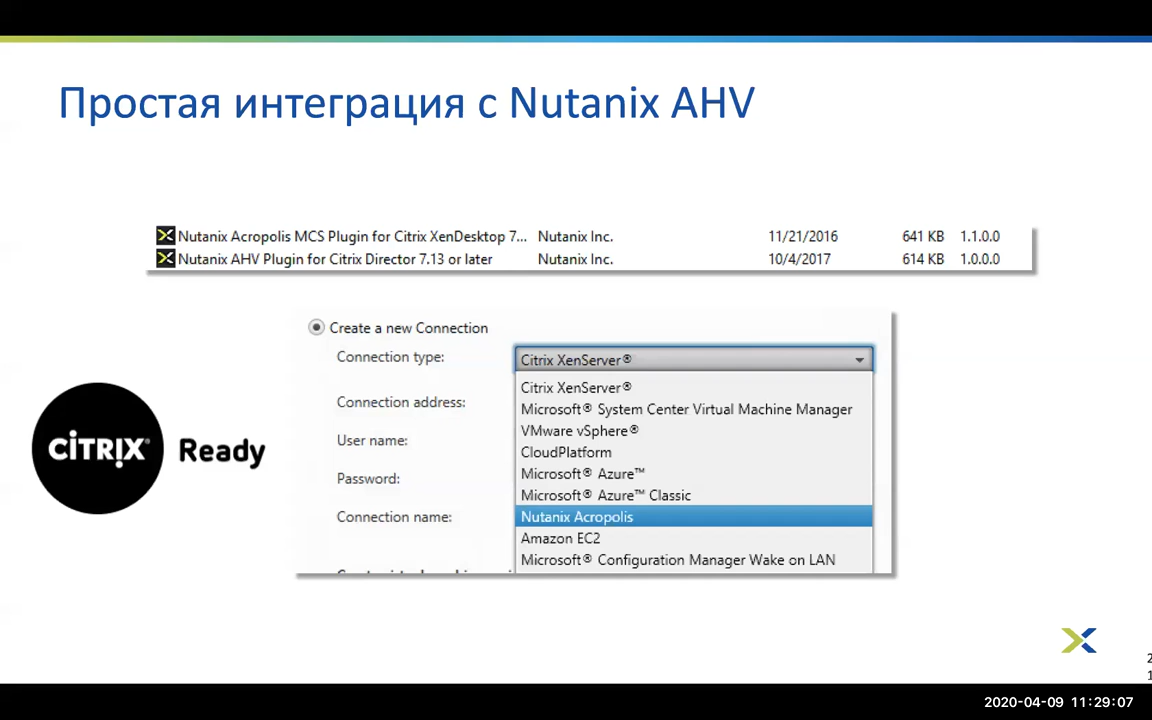 Простая интеграция с Nutanix AHV
Nutanix Acropolis MCS Plugin for Citrix XenDesktop 7... Nutanix Inc. 11/21/2016 641 KB 1.1.0.0
Nutanix AHV Plugin for Citrix Director 7.13 or later Nutanix Inc. 10/4/2017 614 KB 1.0.0.0
Create a new Connection
Connection type: Citrix XenServer®
Citrix XenServer®
Connection address: Microsoft® System Center Virtual Machine Manager
VMware vSphere®
User name:
CloudPlatform
Password: Microsoft® Azure™
Microsoft® Azure™ Classic
Connection name: Nutanix Acropolis
Amazon EC2
Microsoft® Configuration Manager Wake on LAN
CİTRIX® Ready
2
1
2020-04-09 11:29:07